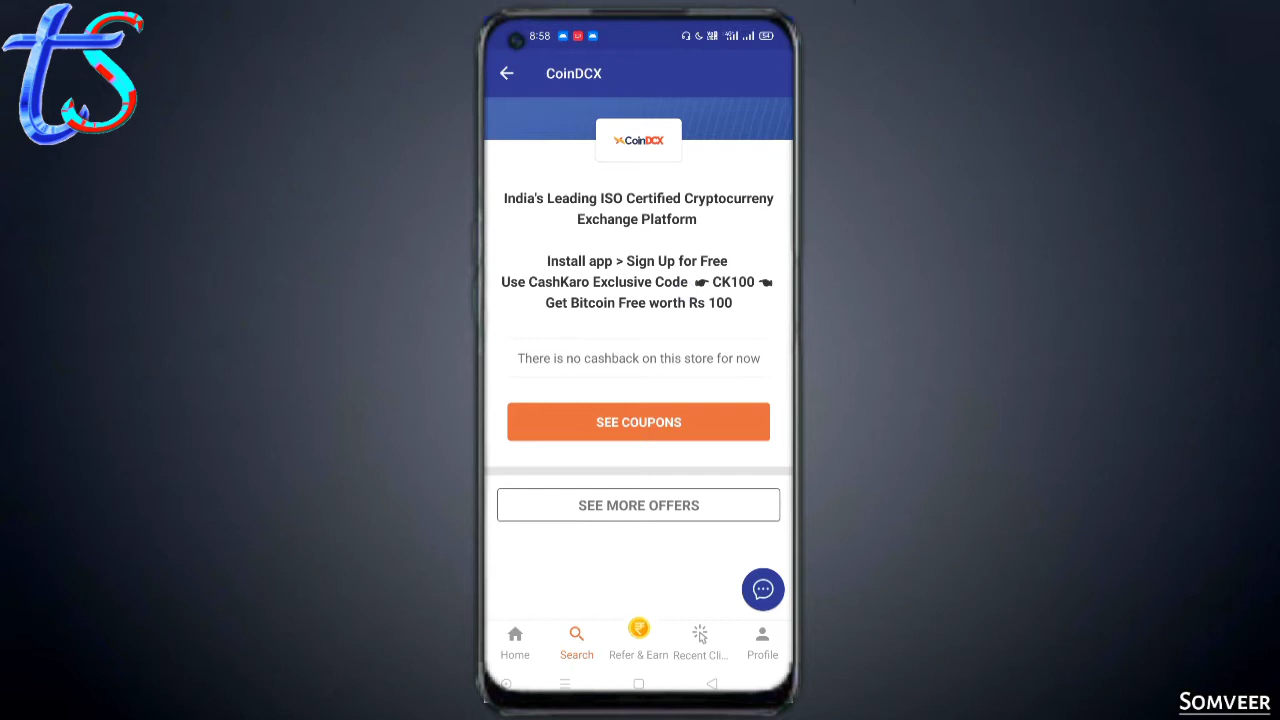 tS
8:58
54
CoinDCX
CoinDCX
India's Leading ISO Certified Cryptocurreny
Exchange Platform
Install app > Sign Up for Free
Use CashKaro Exclusive Code 👉 CK100 👈
Get Bitcoin Free worth Rs 100
There is no cashback on this store for now
SEE COUPONS
SEE MORE OFFERS
Home
Search
Refer & Earn
Recent Cli...
Profile
SOMVEER